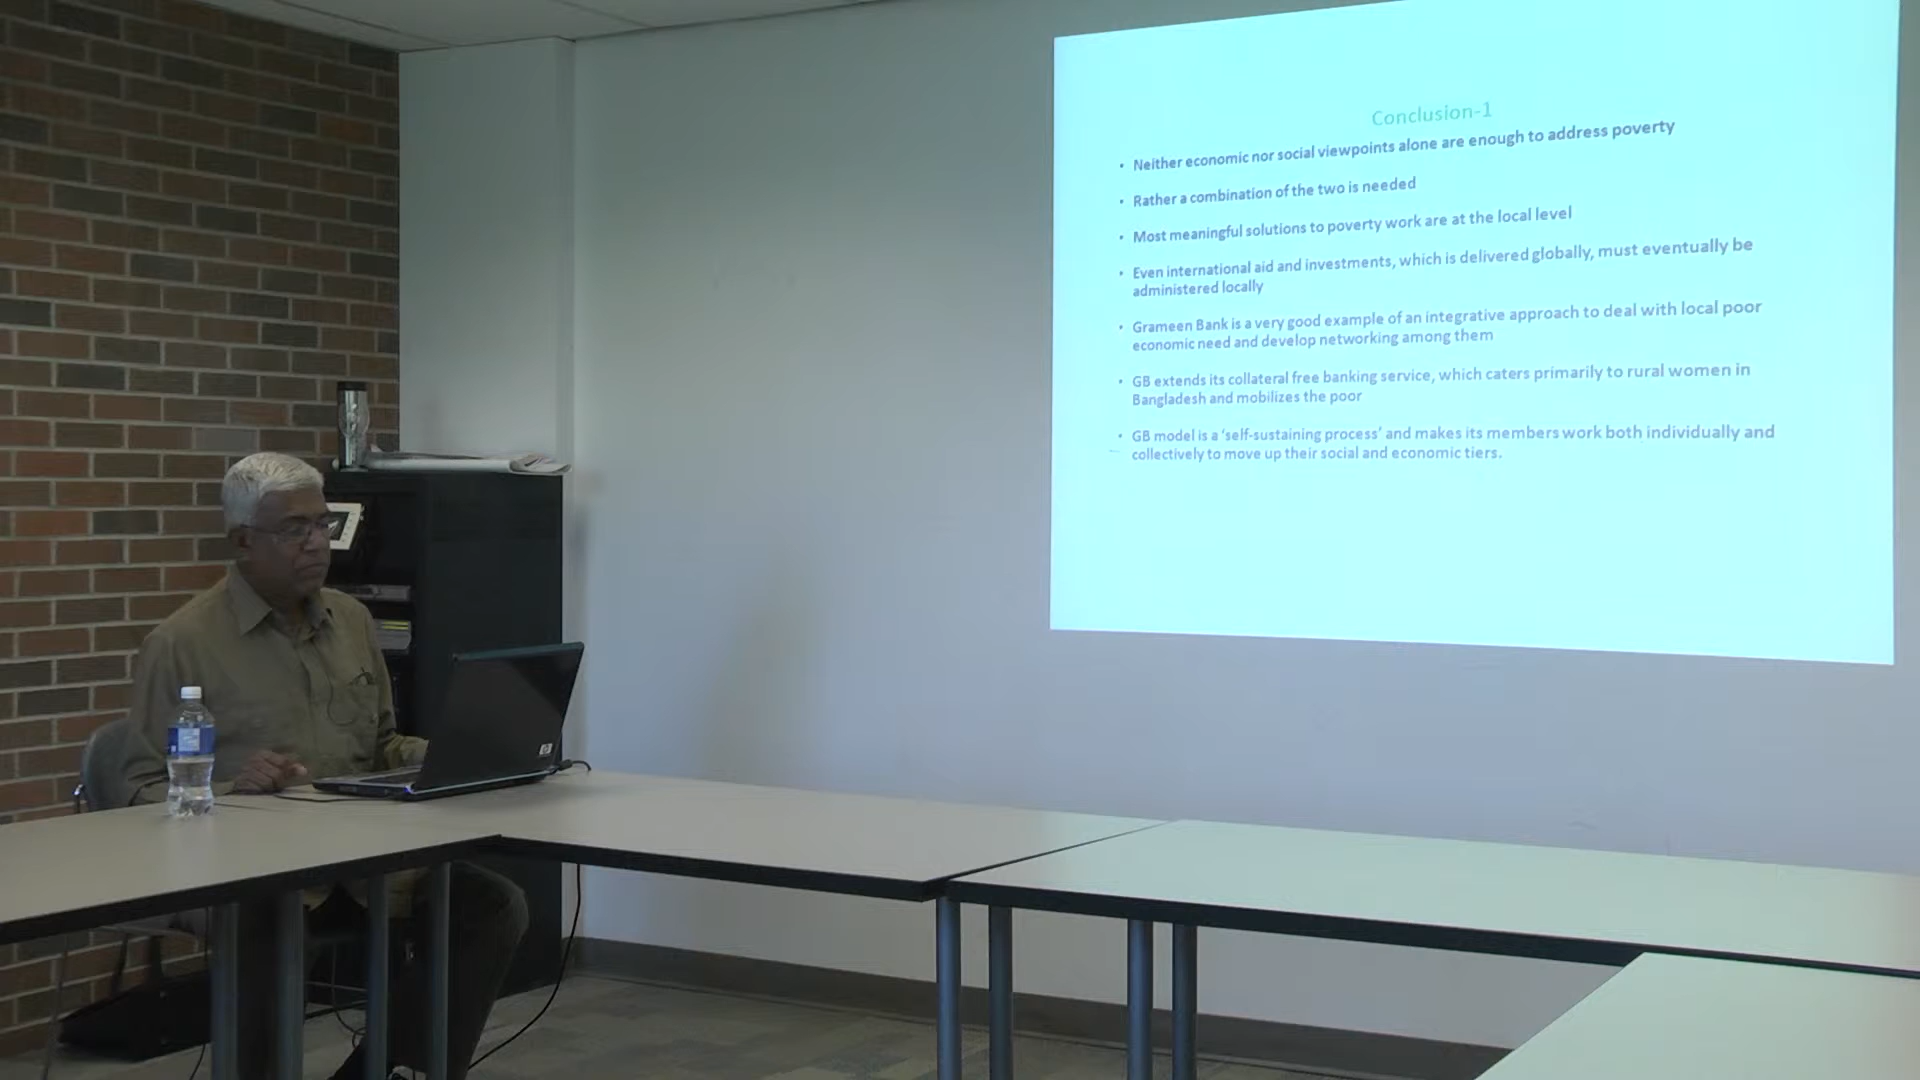 Conclusion-1
• Neither economic nor social viewpoints alone are enough to address poverty
• Rather a combination of the two is needed
• Most meaningful solutions to poverty work are at the local level
• Even international aid and investments, which is delivered globally, must eventually be
administered locally
• Grameen Bank is a very good example of an integrative approach to deal with local poor
economic need and develop networking among them
• GB extends its collateral free banking service, which caters primarily to rural women in
Bangladesh and mobilizes the poor
• GB model is a ‘self-sustaining process’ and makes its members work both individually and
collectively to move up their social and economic tiers.
hp